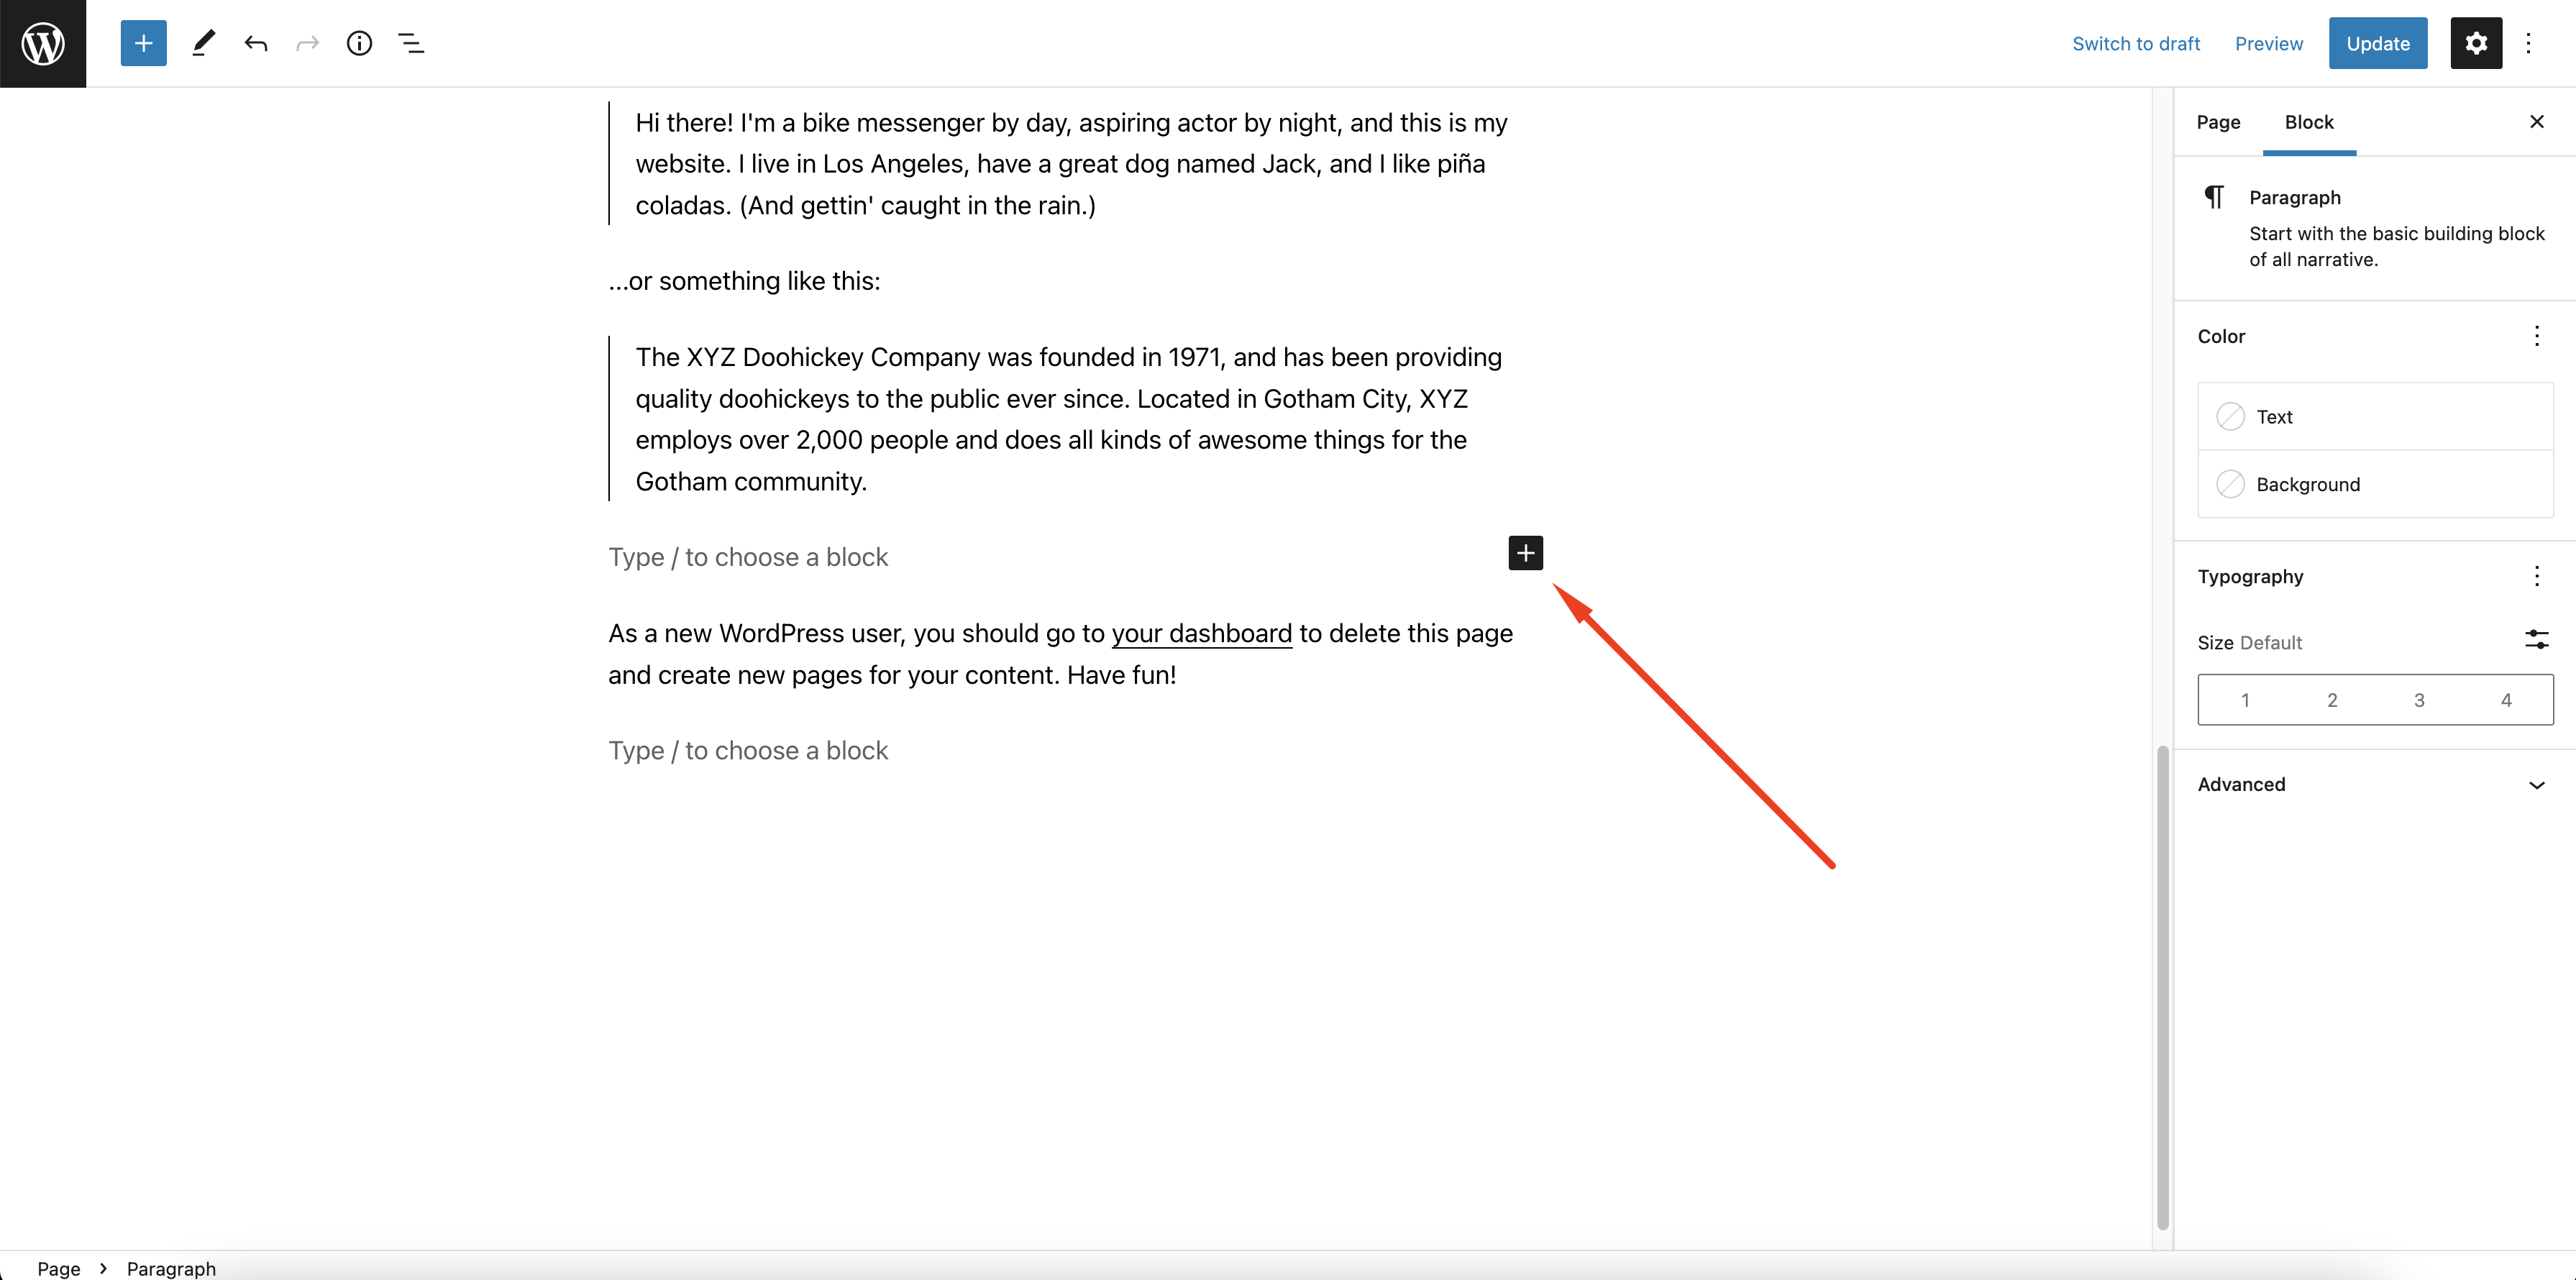 Switch to draft Preview Update
Hi there! I'm a bike messenger by day, aspiring actor by night, and this is my
website. I live in Los Angeles, have a great dog named Jack, and I like piña
coladas. (And gettin' caught in the rain.)
...or something like this:
The XYZ Doohickey Company was founded in 1971, and has been providing
quality doohickeys to the public ever since. Located in Gotham City, XYZ
employs over 2,000 people and does all kinds of awesome things for the
Gotham community.
Type / to choose a block
As a new WordPress user, you should go to your dashboard to delete this page
and create new pages for your content. Have fun!
Type / to choose a block
Page Block
Paragraph
Start with the basic building block
of all narrative.
Color
Text
Background
Typography
Size Default
1 2 3 4
Advanced
Page > Paragraph